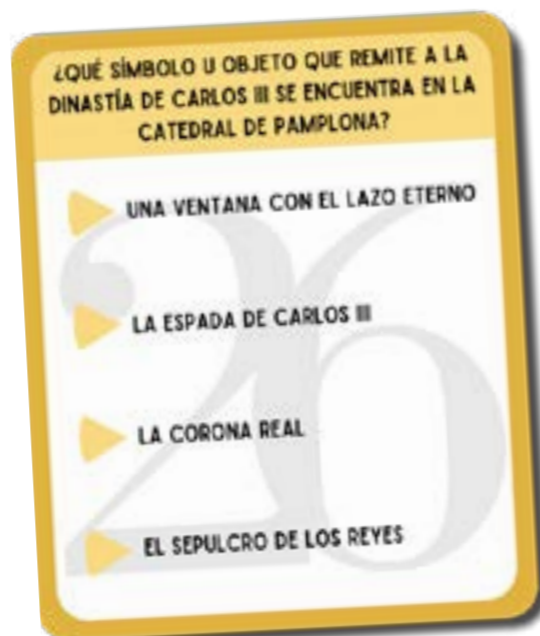 ¿QUÉ SÍMBOLO U OBJETO QUE REMITE A LA
DINASTÍA DE CARLOS III SE ENCUENTRA EN LA
CATEDRAL DE PAMPLONA?
26
UNA VENTANA CON EL LAZO ETERNO
LA ESPADA DE CARLOS III
LA CORONA REAL
EL SEPULCRO DE LOS REYES